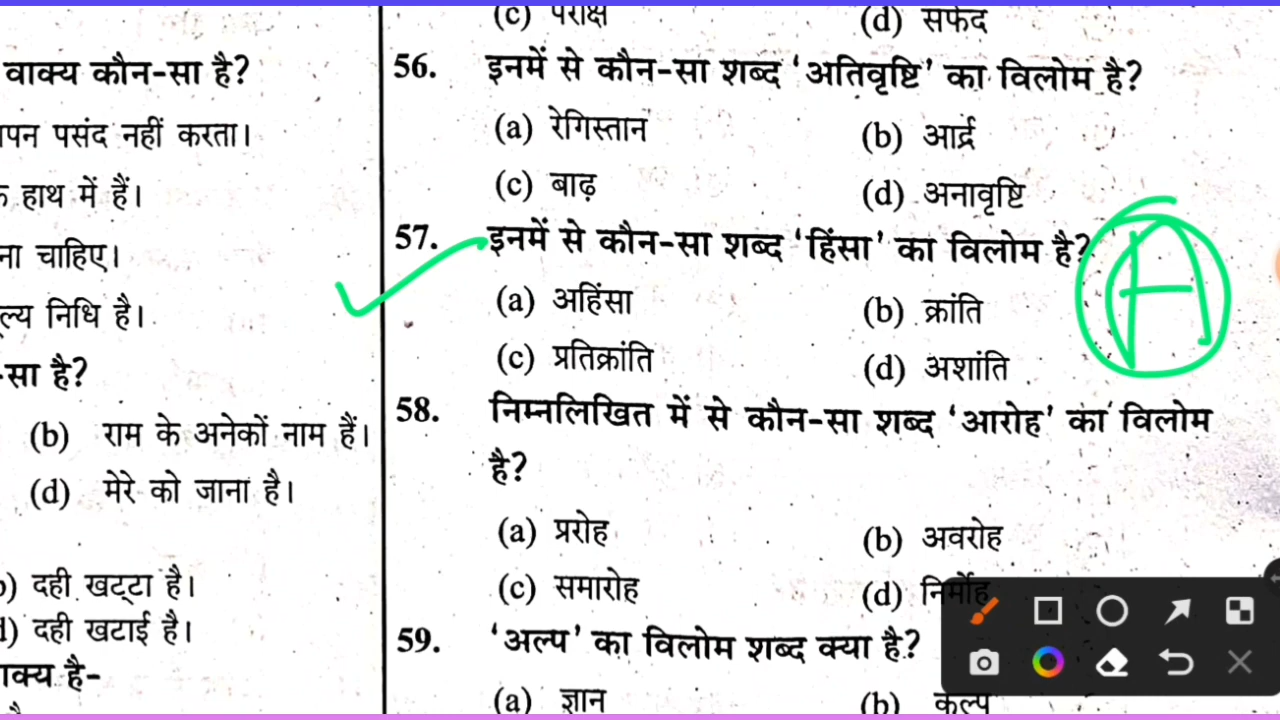 वाक्य कौन-सा है?
पन पसंद नहीं करता।
हाथ में हैं।
ना चाहिए।
ल्य निधि है।
-सा है?
(b) राम के अनेकों नाम हैं।
(d) मेरे को जाना है।
दही खट्टा है।
दही खटाई है।
क्य है-
(c) परोक्ष
(d) सफेद
56. इनमें से कौन-सा शब्द ‘अतिवृष्टि’ का विलोम है?
(a) रेगिस्तान (b) आर्द्र
(c) बाढ़ (d) अनावृष्टि
57. इनमें से कौन-सा शब्द ‘हिंसा’ का विलोम है?
(a) अहिंसा (b) क्रांति
(c) प्रतिक्रांति (d) अशांति
A
58. निम्नलिखित में से कौन-सा शब्द ‘आरोह’ का विलोम
है?
(a) प्ररोह (b) अवरोह
(c) समारोह (d) निर्मोह
59. ‘अल्प’ का विलोम शब्द क्या है?
(a) ज्ञान (b) कल्प